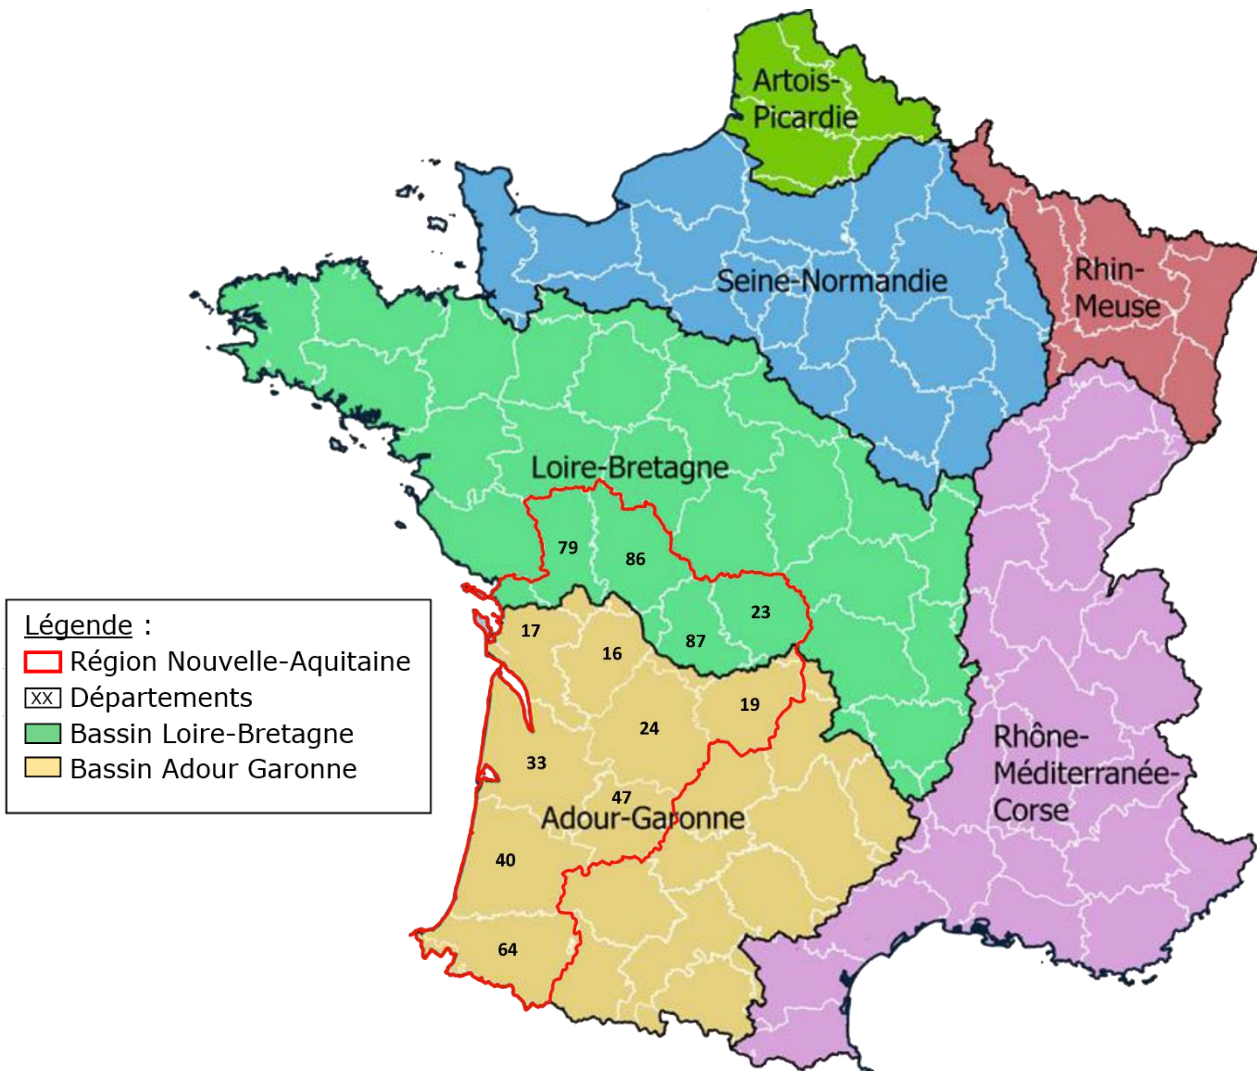 Artois-
Picardie
Seine-Normandie
Rhin-
Meuse
Loire-Bretagne
79
86
23
87
17
16
19
24
33
47
Adour-Garonne
40
64
Rhône-
Méditerranée-
Corse
Légende :
Région Nouvelle-Aquitaine
XX Départements
Bassin Loire-Bretagne
Bassin Adour Garonne